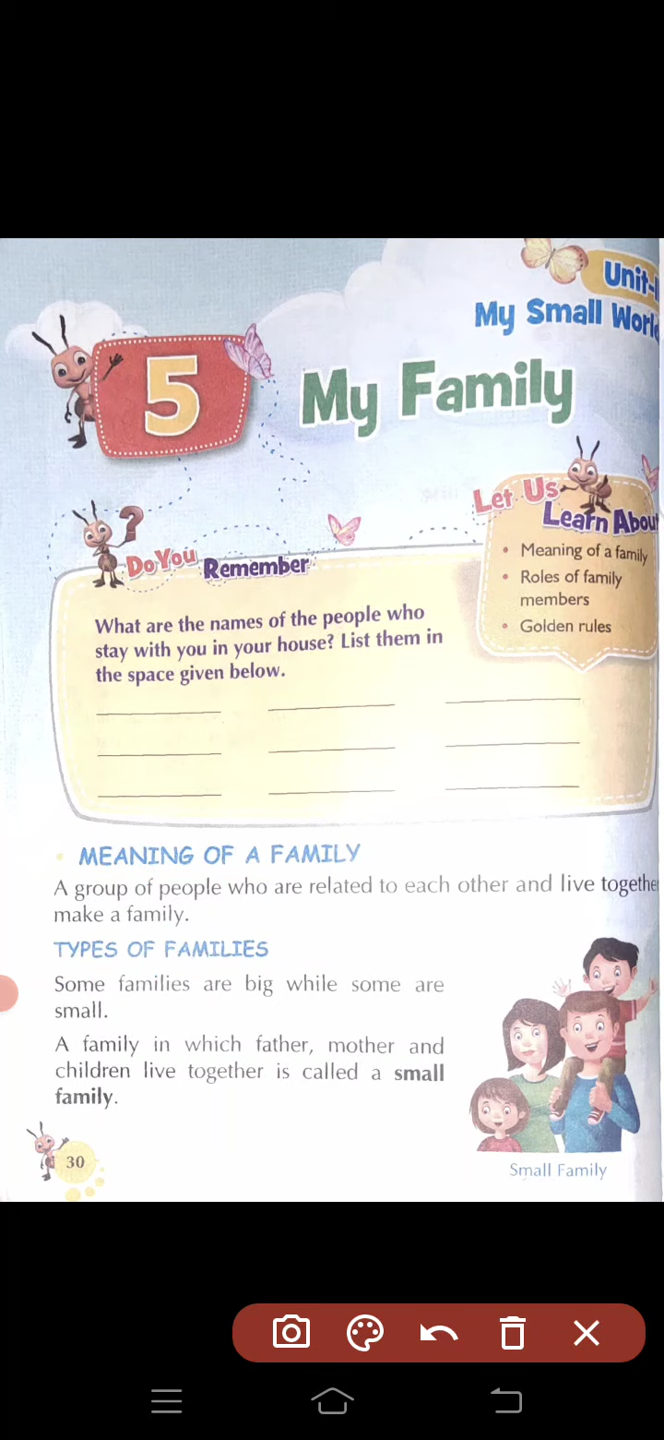 Unit-I
My Small World
5
My Family
Let Us
Learn About
• Meaning of a family
• Roles of family
members
• Golden rules
?
Do You Remember
What are the names of the people who
stay with you in your house? List them in
the space given below.
• MEANING OF A FAMILY
A group of people who are related to each other and live together
make a family.
TYPES OF FAMILIES
Some families are big while some are
small.
A family in which father, mother and
children live together is called a small
family.
30
Small Family